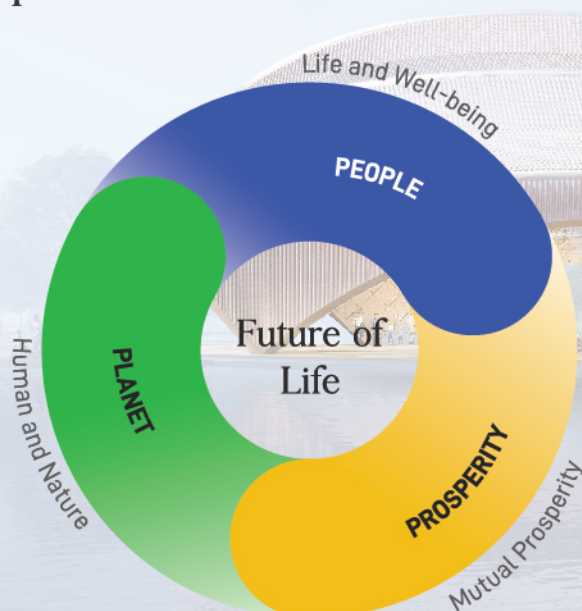 Life and Well-being
PEOPLE
Future of
Life
PLANET
Human and Nature
PROSPERITY
Mutual Prosperity